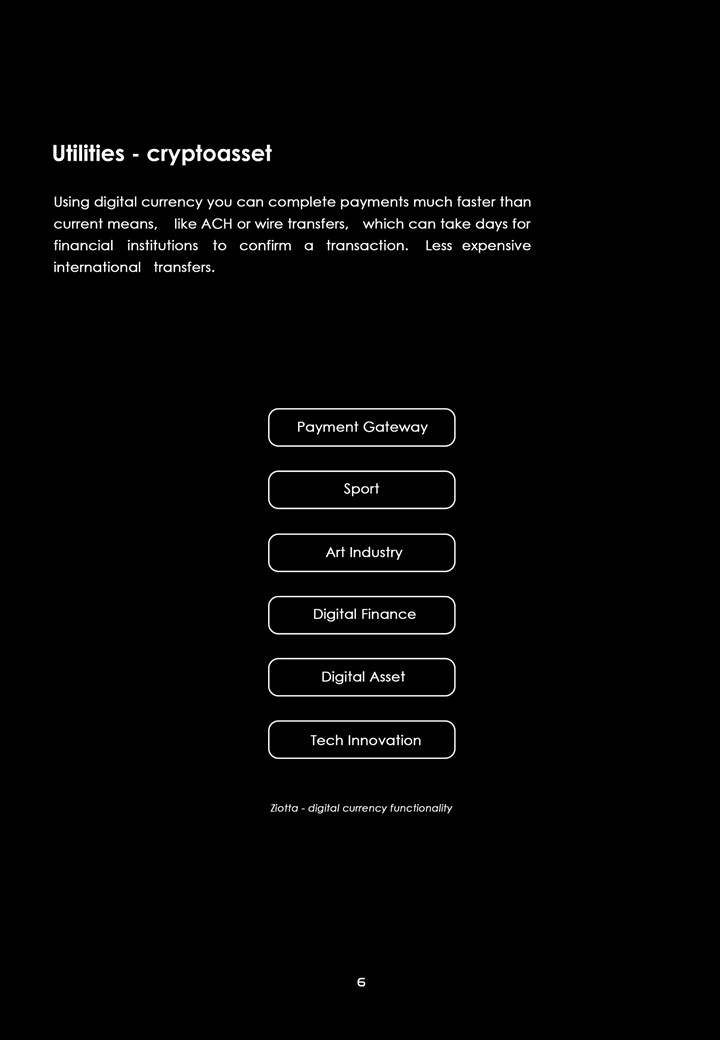 Utilities - cryptoasset
Using digital currency you can complete payments much faster than
current means, like ACH or wire transfers, which can take days for
financial institutions to confirm a transaction. Less expensive
international transfers.
Payment Gateway
Sport
Art Industry
Digital Finance
Digital Asset
Tech Innovation
Ziotta - digital currency functionality
6